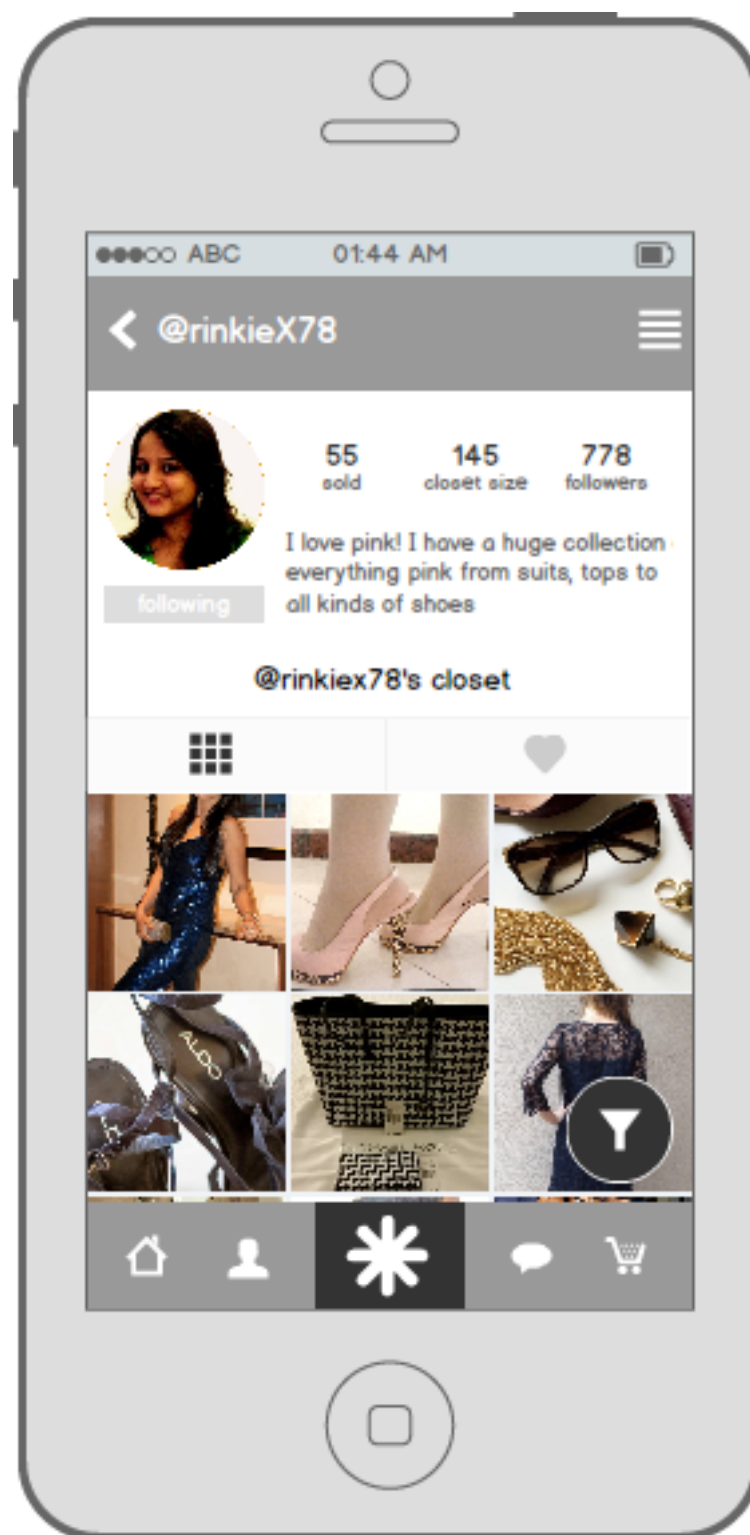 ABC 01:44 AM
@rinkieX78
55 145 778
sold closet size followers
I love pink! I have a huge collection
everything pink from suits, tops to
all kinds of shoes
following
@rinkiex78's closet
ALDO